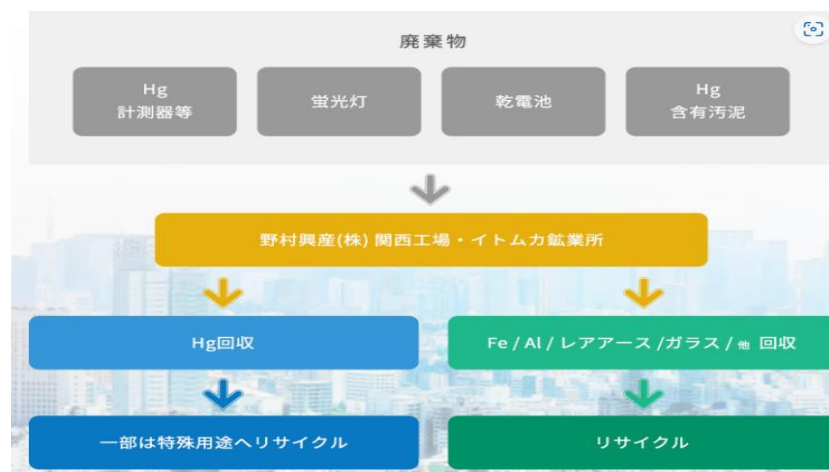 廃棄物
Hg
計測器等
蛍光灯
乾電池
Hg
含有汚泥
野村興産(株) 関西工場・イトムカ鉱業所
Hg回収
Fe / Al / レアアース /ガラス / 他 回収
一部は特殊用途へリサイクル
リサイクル